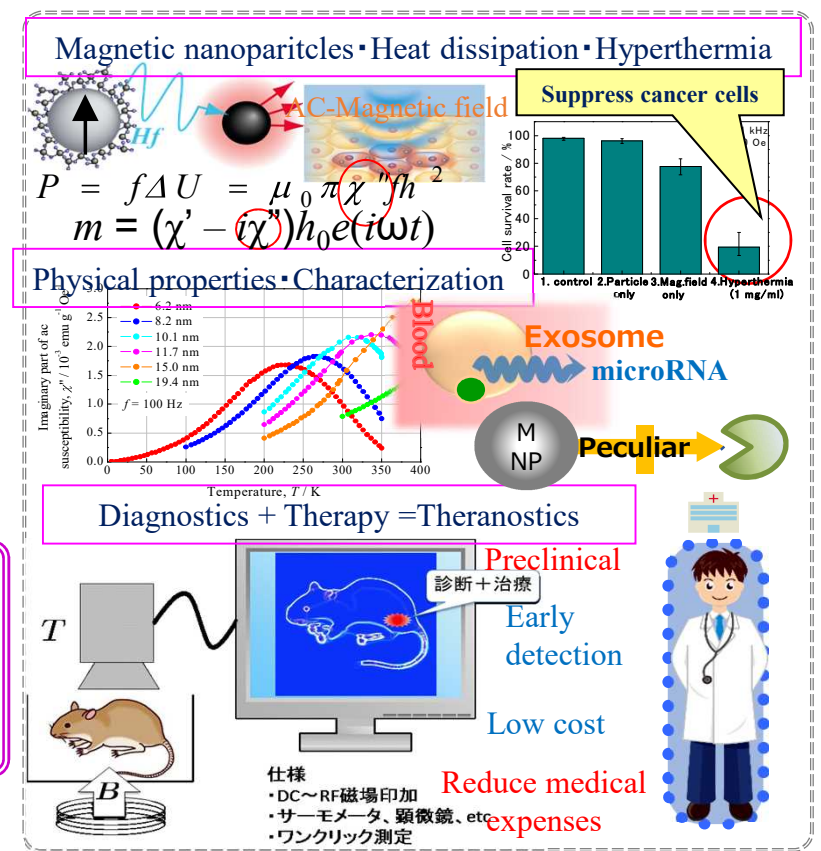 Magnetic nanoparitcles･Heat dissipation･Hyperthermia
Hf
AC-Magnetic field
Suppress cancer cells
P = fΔU = μ₀πχ"fh²
m = (χ' – iχ")h₀e(iωt)
Cell survival rate / %
100
80
60
40
20
0
kHz
Oe
1. control
2.Particle only
3.Mag.field only
4.Hyperthermia (1 mg/ml)
Physical properties･Characterization
Imaginary part of ac
susceptibility, χ" / 10⁻³ emu g⁻¹ Oe⁻¹
3.0
2.5
2.0
1.5
1.0
0.5
0.0
6.2 nm
8.2 nm
10.1 nm
11.7 nm
15.0 nm
19.4 nm
f = 100 Hz
0 50 100 150 200 250 300 350 400
Temperature, T / K
Blood
Exosome
microRNA
M
NP
Peculiar
Diagnostics + Therapy =Theranostics
T
B
診断＋治療
仕様
・DC～RF磁場印加
・サーモメータ、顕微鏡、etc
・ワンクリック測定
Preclinical
Early
detection
Low cost
Reduce medical
expenses